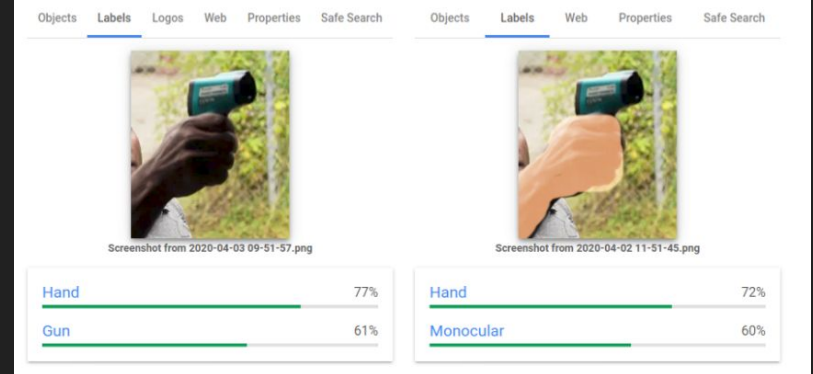 Objects Labels Logos Web Properties Safe Search
Screenshot from 2020-04-03 09-51-57.png
Hand 77%
Gun 61%
Objects Labels Web Properties Safe Search
Screenshot from 2020-04-02 11-51-45.png
Hand 72%
Monocular 60%